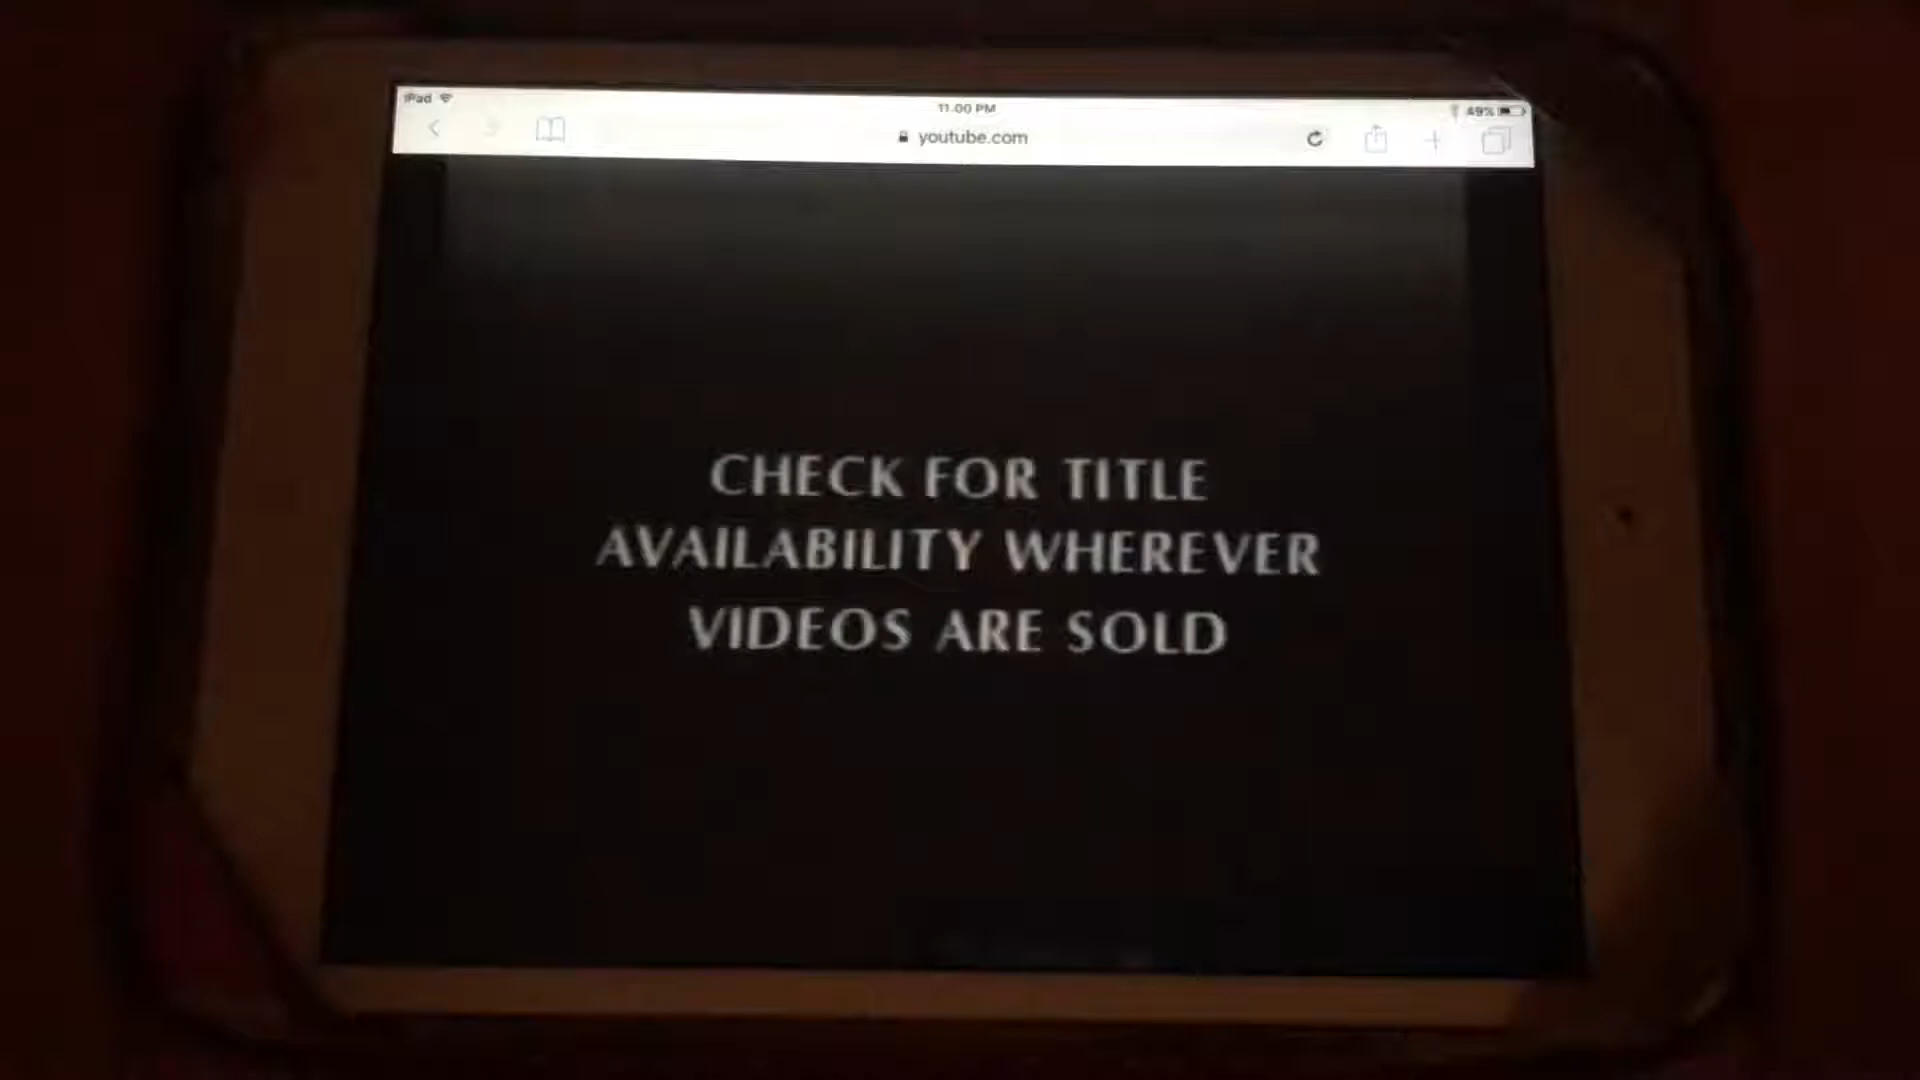 iPad
11:00 PM
49%
youtube.com
CHECK FOR TITLE
AVAILABILITY WHEREVER
VIDEOS ARE SOLD